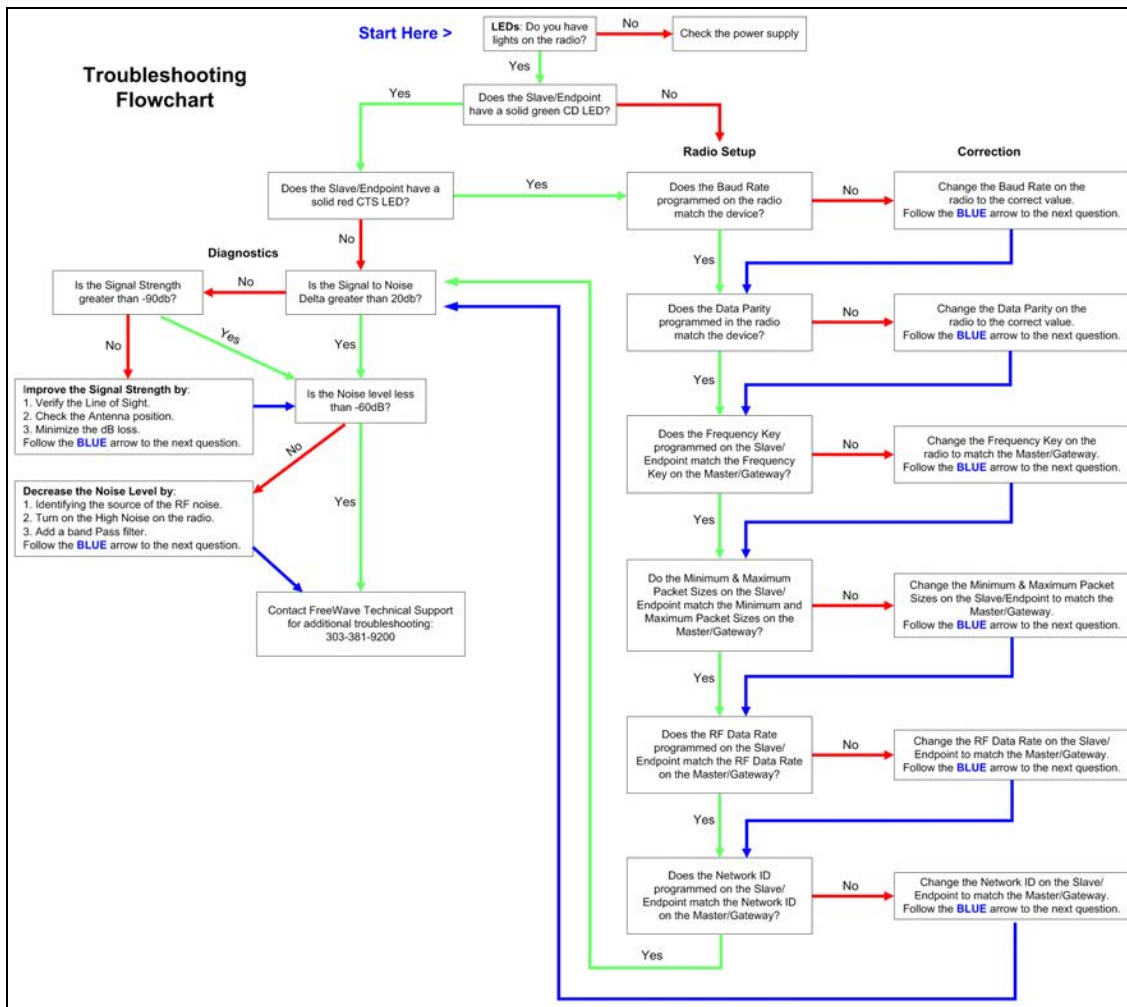 Troubleshooting
Flowchart
Start Here >
LEDs: Do you have
lights on the radio?
No
Check the power supply
Yes
Does the Slave/Endpoint
have a solid green CD LED?
Yes
No
Does the Slave/Endpoint have a
solid red CTS LED?
Yes
No
Diagnostics
Is the Signal to Noise
Delta greater than 20db?
No
Is the Signal Strength
greater than -90db?
Yes
No
Yes
Improve the Signal Strength by:
1. Verify the Line of Sight.
2. Check the Antenna position.
3. Minimize the dB loss.
Follow the BLUE arrow to the next question.
Is the Noise level less
than -60dB?
No
Yes
Decrease the Noise Level by:
1. Identifying the source of the RF noise.
2. Turn on the High Noise on the radio.
3. Add a band Pass filter.
Follow the BLUE arrow to the next question.
Contact FreeWave Technical Support
for additional troubleshooting:
303-381-9200
Radio Setup
Correction
Does the Baud Rate
programmed on the radio
match the device?
No
Change the Baud Rate on the
radio to the correct value.
Follow the BLUE arrow to the next question.
Yes
Does the Data Parity
programmed in the radio
match the device?
No
Change the Data Parity on the
radio to the correct value.
Follow the BLUE arrow to the next question.
Yes
Does the Frequency Key
programmed on the Slave/
Endpoint match the Frequency
Key on the Master/Gateway?
No
Change the Frequency Key on the
radio to match the Master/Gateway.
Follow the BLUE arrow to the next question.
Yes
Do the Minimum & Maximum
Packet Sizes on the Slave/
Endpoint match the Minimum and
Maximum Packet Sizes on the
Master/Gateway?
No
Change the Minimum & Maximum Packet
Sizes on the Slave/Endpoint to match the
Master/Gateway.
Follow the BLUE arrow to the next question.
Yes
Does the RF Data Rate
programmed on the Slave/
Endpoint match the RF Data Rate
on the Master/Gateway?
No
Change the RF Data Rate on the Slave/
Endpoint to match the Master/Gateway.
Follow the BLUE arrow to the next question.
Yes
Does the Network ID
programmed on the Slave/
Endpoint match the Network ID
on the Master/Gateway?
No
Change the Network ID on the Slave/
Endpoint to match the Master/Gateway.
Follow the BLUE arrow to the next question.
Yes